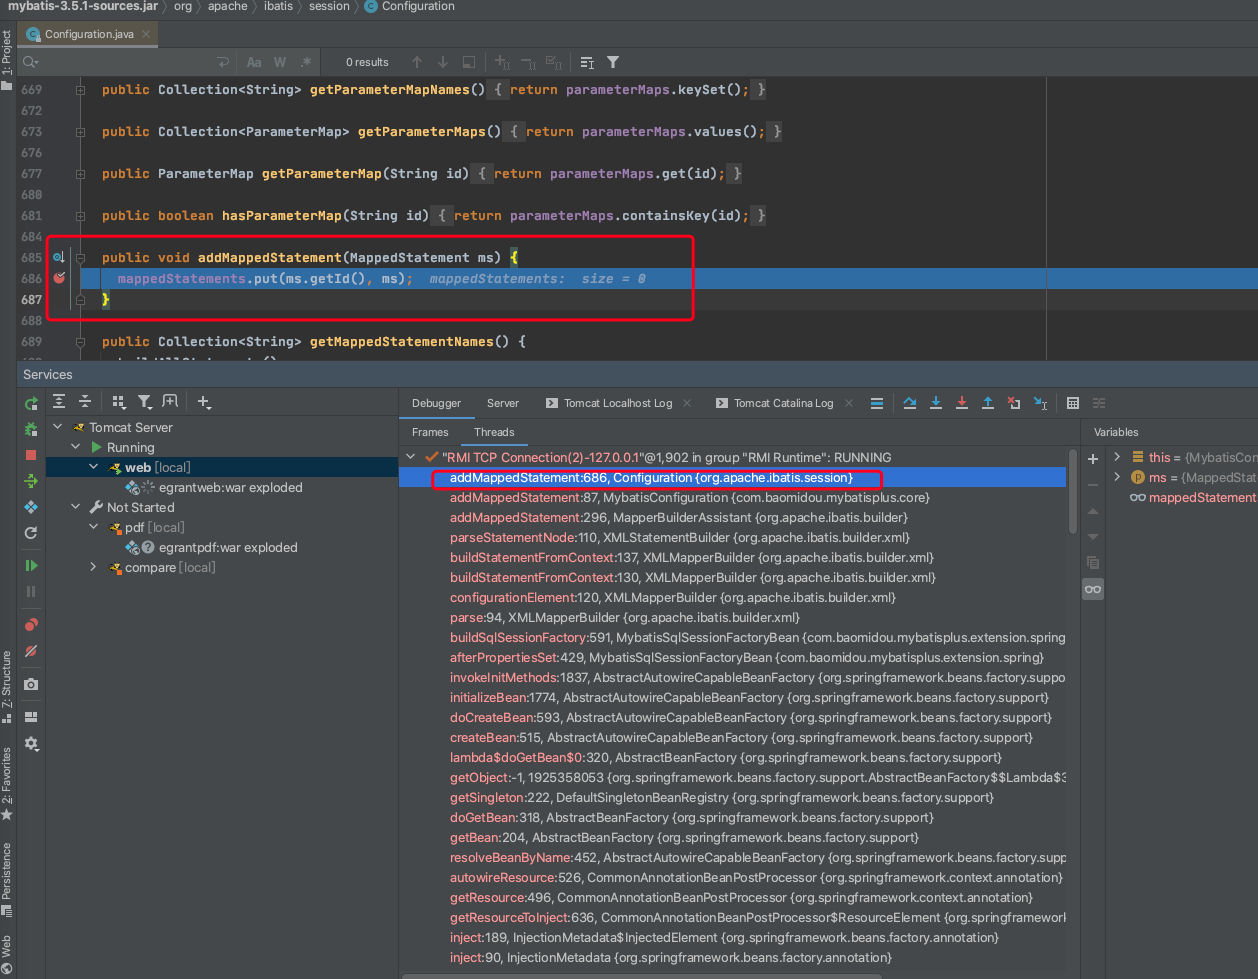 mybatis-3.5.1-sources.jar org apache ibatis session Configuration
Configuration.java
Aa W .* 0 results
669 public Collection<String> getParameterMapNames() { return parameterMaps.keySet(); }
672
673 public Collection<ParameterMap> getParameterMaps() { return parameterMaps.values(); }
676
677 public ParameterMap getParameterMap(String id) { return parameterMaps.get(id); }
680
681 public boolean hasParameterMap(String id) { return parameterMaps.containsKey(id); }
684
685 public void addMappedStatement(MappedStatement ms) {
686 mappedStatements.put(ms.getId(), ms); mappedStatements: size = 0
687 }
688
689 public Collection<String> getMappedStatementNames() {
1: Project
7: Structure
2: Favorites
Persistence
Web
Services
Tomcat Server
Running
web [local]
egrantweb:war exploded
Not Started
pdf [local]
egrantpdf:war exploded
compare [local]
Debugger Server Tomcat Localhost Log Tomcat Catalina Log
Frames Threads
"RMI TCP Connection(2)-127.0.0.1"@1,902 in group "RMI Runtime": RUNNING
addMappedStatement:686, Configuration {org.apache.ibatis.session}
addMappedStatement:87, MybatisConfiguration {com.baomidou.mybatisplus.core}
addMappedStatement:296, MapperBuilderAssistant {org.apache.ibatis.builder}
parseStatementNode:110, XMLStatementBuilder {org.apache.ibatis.builder.xml}
buildStatementFromContext:137, XMLMapperBuilder {org.apache.ibatis.builder.xml}
buildStatementFromContext:130, XMLMapperBuilder {org.apache.ibatis.builder.xml}
configurationElement:120, XMLMapperBuilder {org.apache.ibatis.builder.xml}
parse:94, XMLMapperBuilder {org.apache.ibatis.builder.xml}
buildSqlSessionFactory:591, MybatisSqlSessionFactoryBean {com.baomidou.mybatisplus.extension.spring
afterPropertiesSet:429, MybatisSqlSessionFactoryBean {com.baomidou.mybatisplus.extension.spring}
invokeInitMethods:1837, AbstractAutowireCapableBeanFactory {org.springframework.beans.factory.suppo
initializeBean:1774, AbstractAutowireCapableBeanFactory {org.springframework.beans.factory.support}
doCreateBean:593, AbstractAutowireCapableBeanFactory {org.springframework.beans.factory.support}
createBean:515, AbstractAutowireCapableBeanFactory {org.springframework.beans.factory.support}
lambda$doGetBean$0:320, AbstractBeanFactory {org.springframework.beans.factory.support}
getObject:-1, 1925358053 {org.springframework.beans.factory.support.AbstractBeanFactory$$Lambda$3
getSingleton:222, DefaultSingletonBeanRegistry {org.springframework.beans.factory.support}
doGetBean:318, AbstractBeanFactory {org.springframework.beans.factory.support}
getBean:204, AbstractBeanFactory {org.springframework.beans.factory.support}
resolveBeanByName:452, AbstractAutowireCapableBeanFactory {org.springframework.beans.factory.supp
autowireResource:526, CommonAnnotationBeanPostProcessor {org.springframework.context.annotation}
getResource:496, CommonAnnotationBeanPostProcessor {org.springframework.context.annotation}
getResourceToInject:636, CommonAnnotationBeanPostProcessor$ResourceElement {org.springframework
inject:189, InjectionMetadata$InjectedElement {org.springframework.beans.factory.annotation}
inject:90, InjectionMetadata {org.springframework.beans.factory.annotation}
Variables
this = {MybatisCon
ms = {MappedStat
mappedStatement